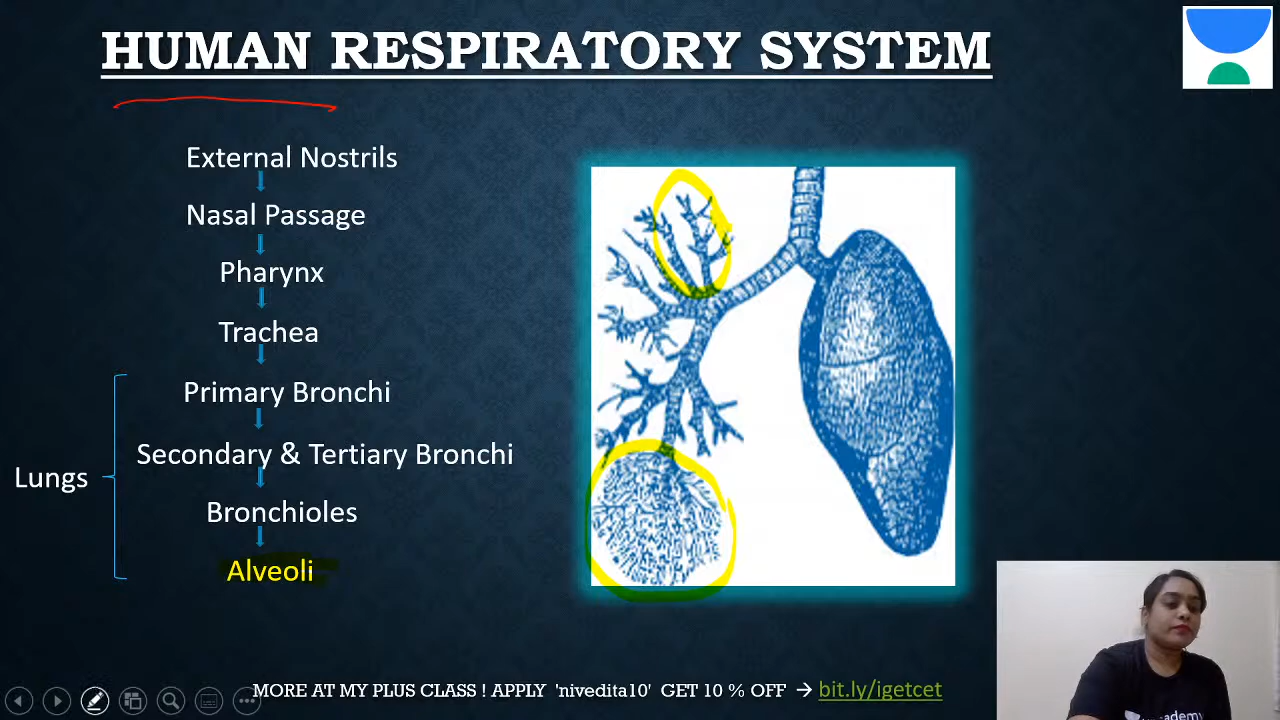 HUMAN RESPIRATORY SYSTEM
External Nostrils
Nasal Passage
Pharynx
Trachea
Primary Bronchi
Secondary & Tertiary Bronchi
Lungs
Bronchioles
Alveoli
MORE AT MY PLUS CLASS ! APPLY 'nivedita10' GET 10 % OFF → bit.ly/igetcet